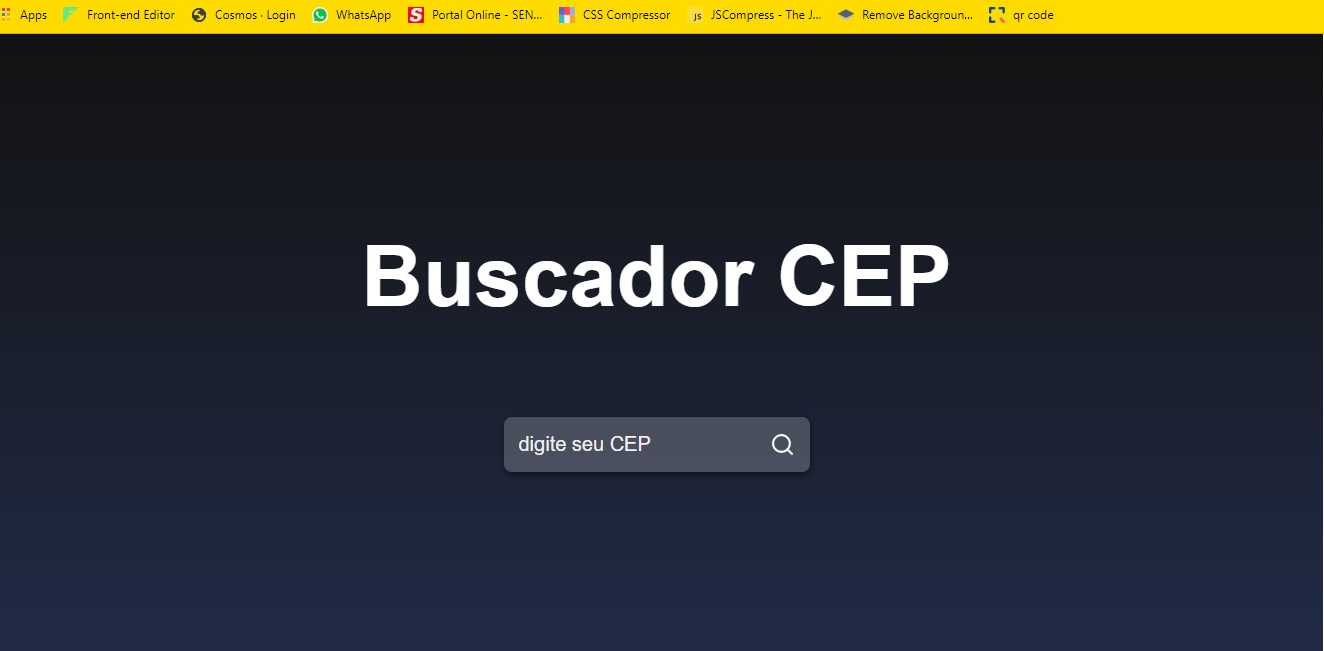 Apps Front-end Editor Cosmos · Login WhatsApp S Portal Online - SEN... CSS Compressor JS JSCompress - The J... Remove Backgroun... qr code
Buscador CEP
digite seu CEP